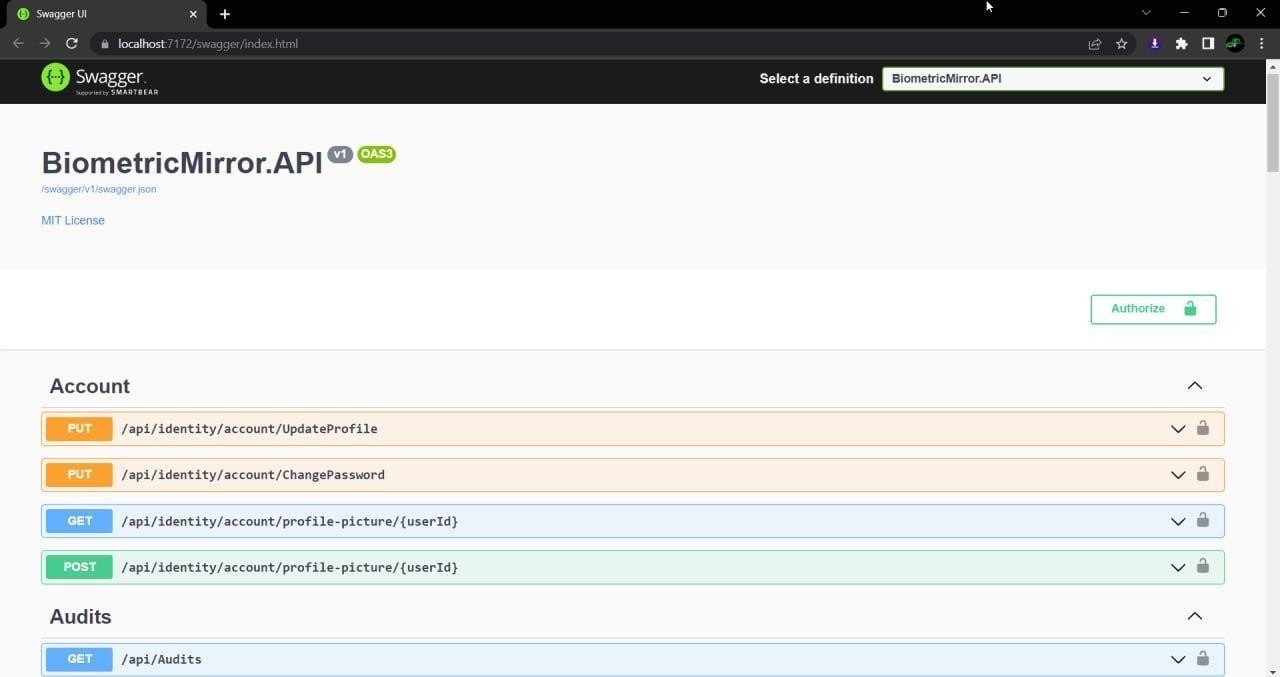 Swagger UI
localhost:7172/swagger/index.html
Swagger.
Supported by SMARTBEAR
Select a definition
BiometricMirror.API
BiometricMirror.API v1 OAS3
/swagger/v1/swagger.json
MIT License
Authorize
Account
PUT /api/identity/account/UpdateProfile
PUT /api/identity/account/ChangePassword
GET /api/identity/account/profile-picture/{userId}
POST /api/identity/account/profile-picture/{userId}
Audits
GET /api/Audits